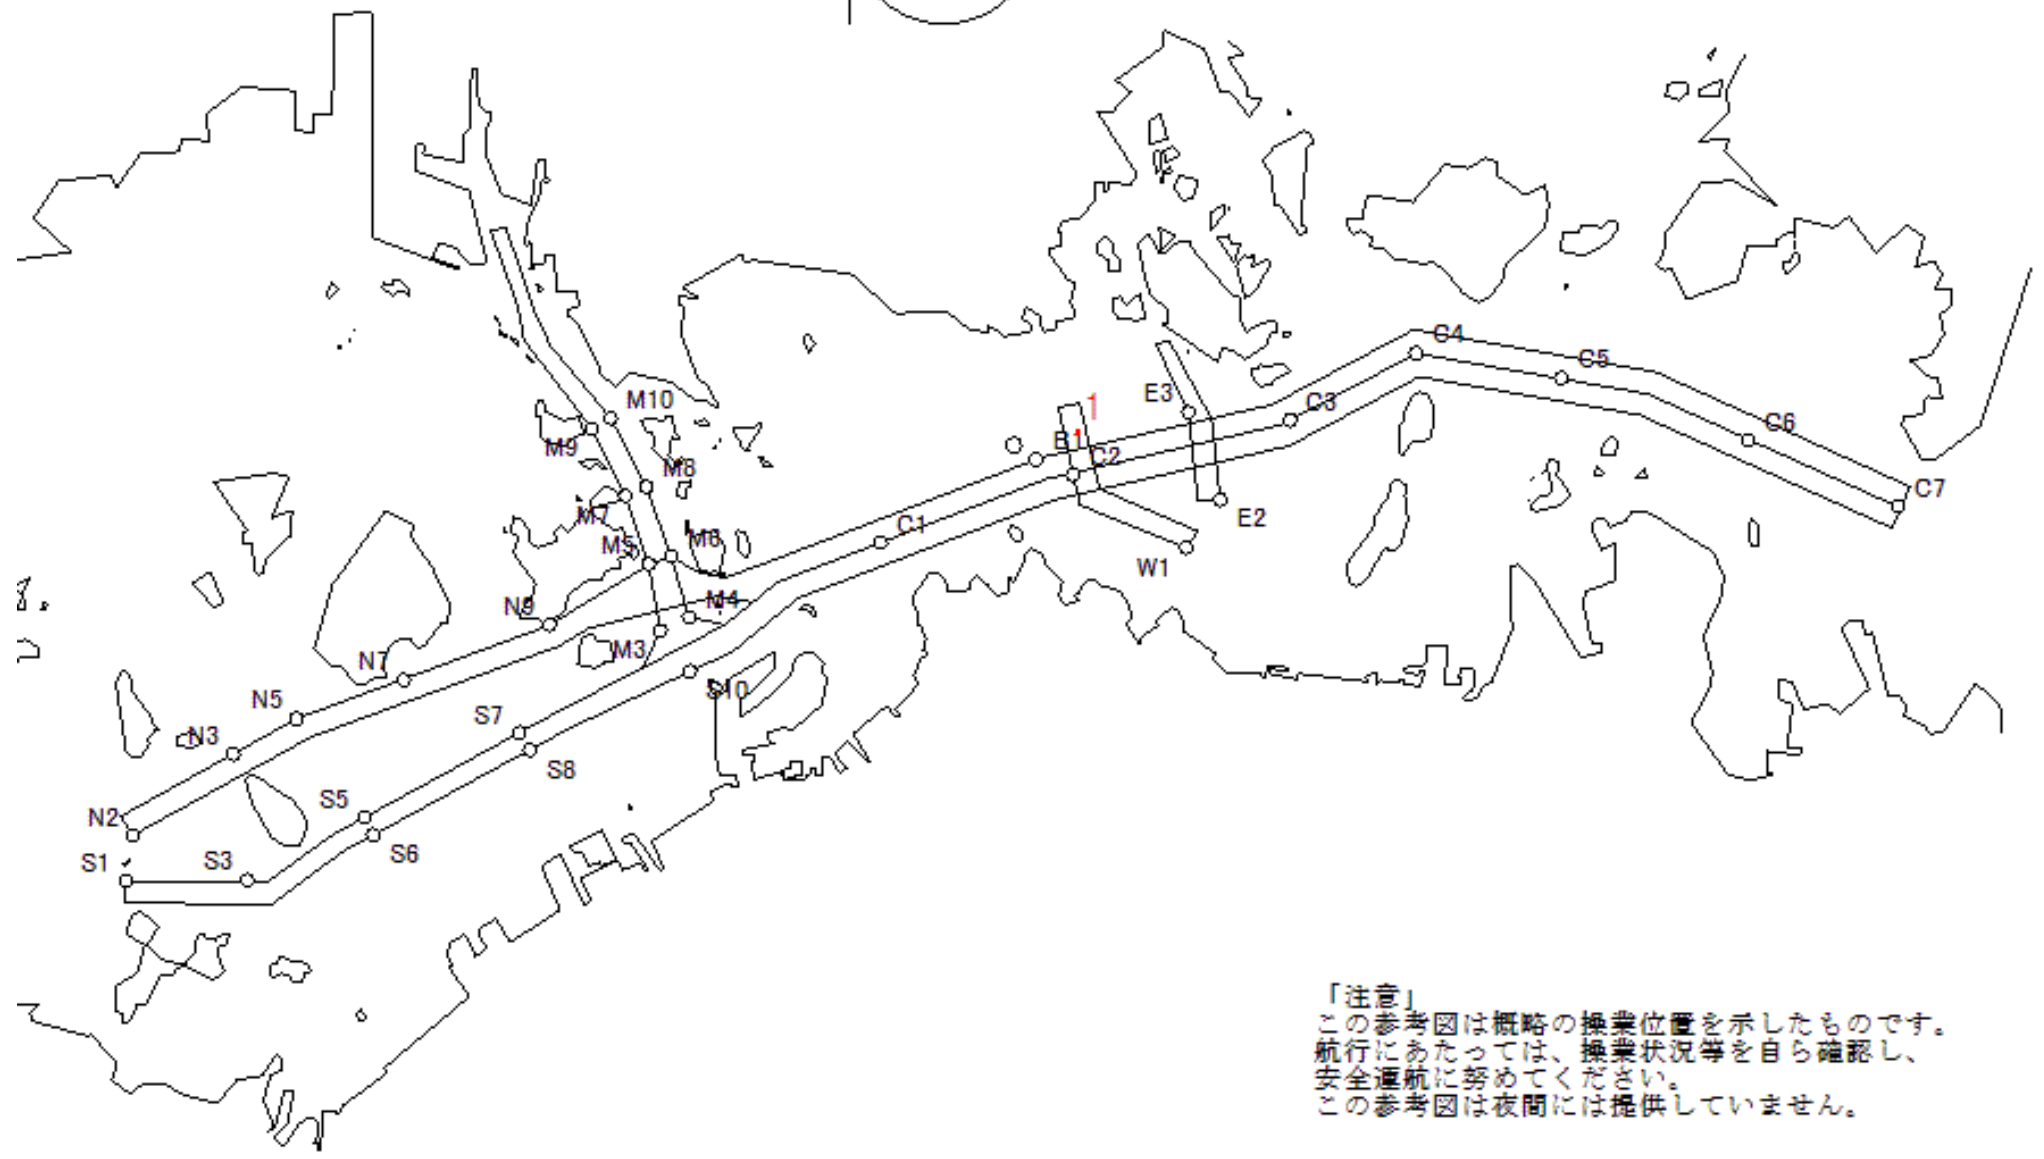 C4
C5
E3
1
M10
C3
C6
M9
B1
1
C2
M8
C7
M7
E2
C1
M5
M6
W1
N9
M4
N7
M3
S10
N5
S7
N3
S8
S5
N2
S6
S1
S3
「注意」
この参考図は概略の操業位置を示したものです。
航行にあたっては、操業状況等を自ら確認し、
安全運航に努めてください。
この参考図は夜間には提供していません。